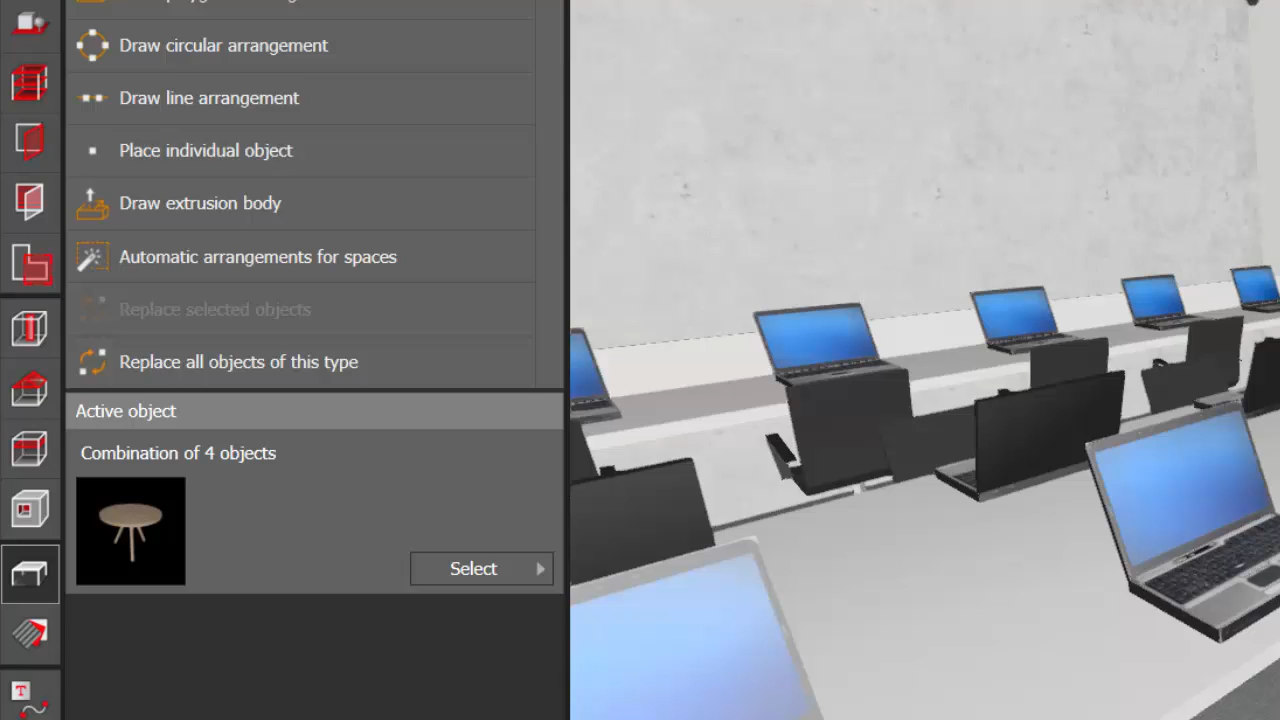 Draw circular arrangement
Draw line arrangement
Place individual object
Draw extrusion body
Automatic arrangements for spaces
Replace selected objects
Replace all objects of this type
Active object
Combination of 4 objects
Select
T